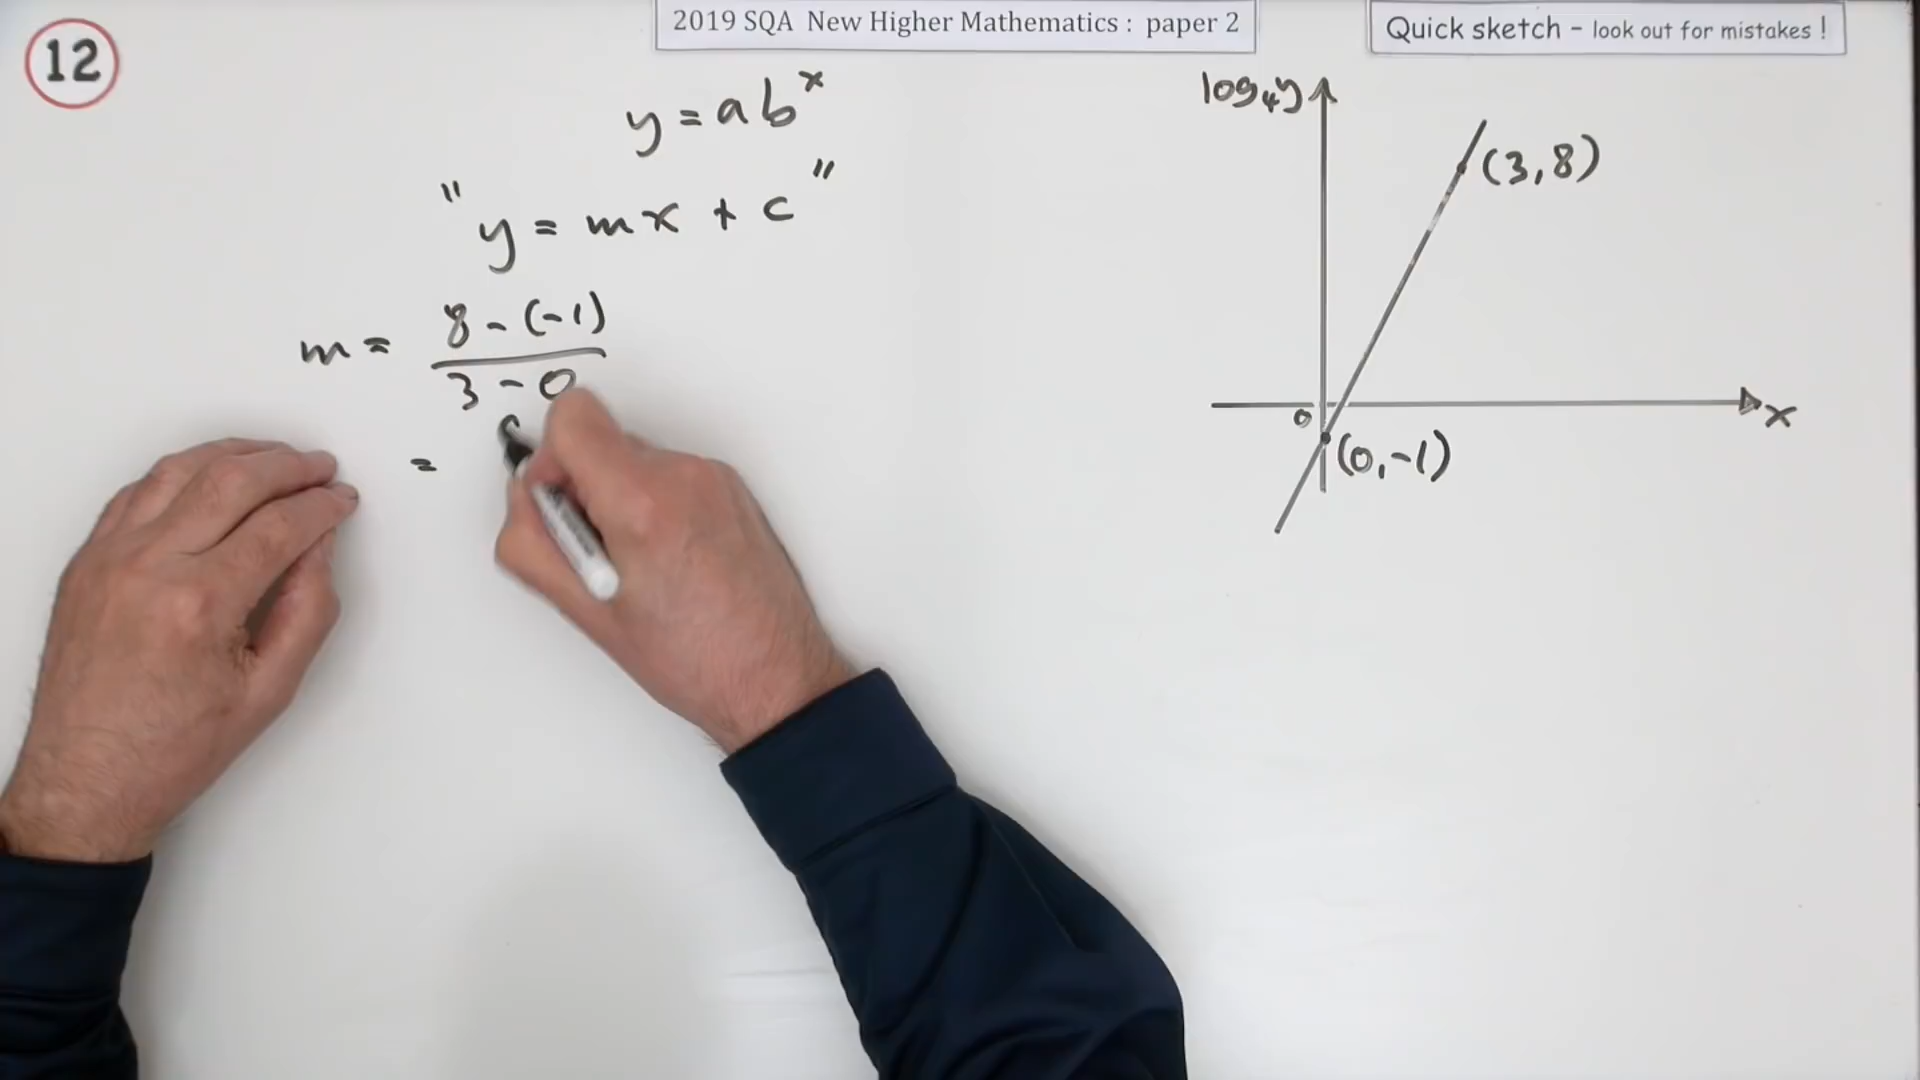 12
2019 SQA New Higher Mathematics : paper 2
Quick sketch – look out for mistakes !
y = ab^x
" y = mx + c "
m = 8 - (-1)
3 - 0
=
log₄y
(3,8)
0
x
(0,-1)